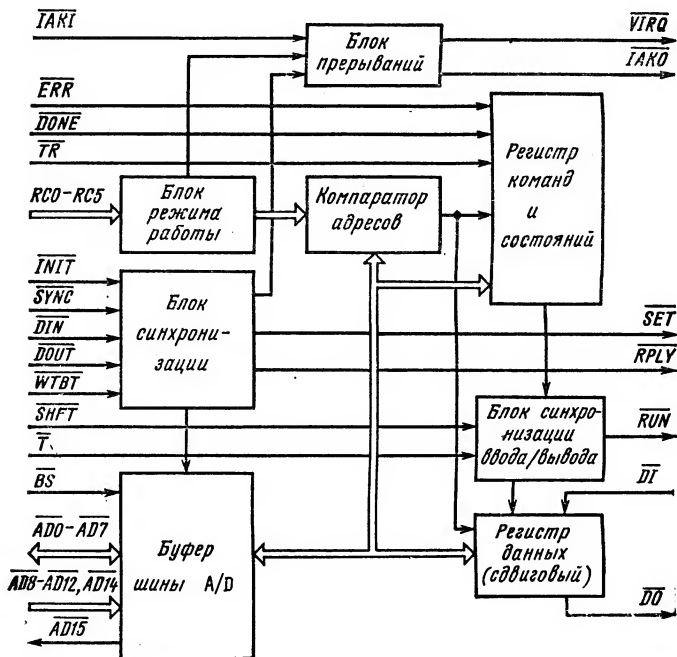 IAKI
Блок
прерываний
VIRQ
IAKO
ERR
DONE
TR
Регистр
команд
и
состояний
RC0-RC5
Блок
режима
работы
Компаратор
адресов
INIT
SYNC
DIN
DOUT
WTBT
Блок
синхрони-
зации
SET
RPLY
SHFT
T
Блок синхро-
низации
ввода/вывода
RUN
BS
DI
AD0-AD7
AD8-AD12, AD14
AD15
Буфер
шины A/D
Регистр
данных
(сдвиговый)
DO